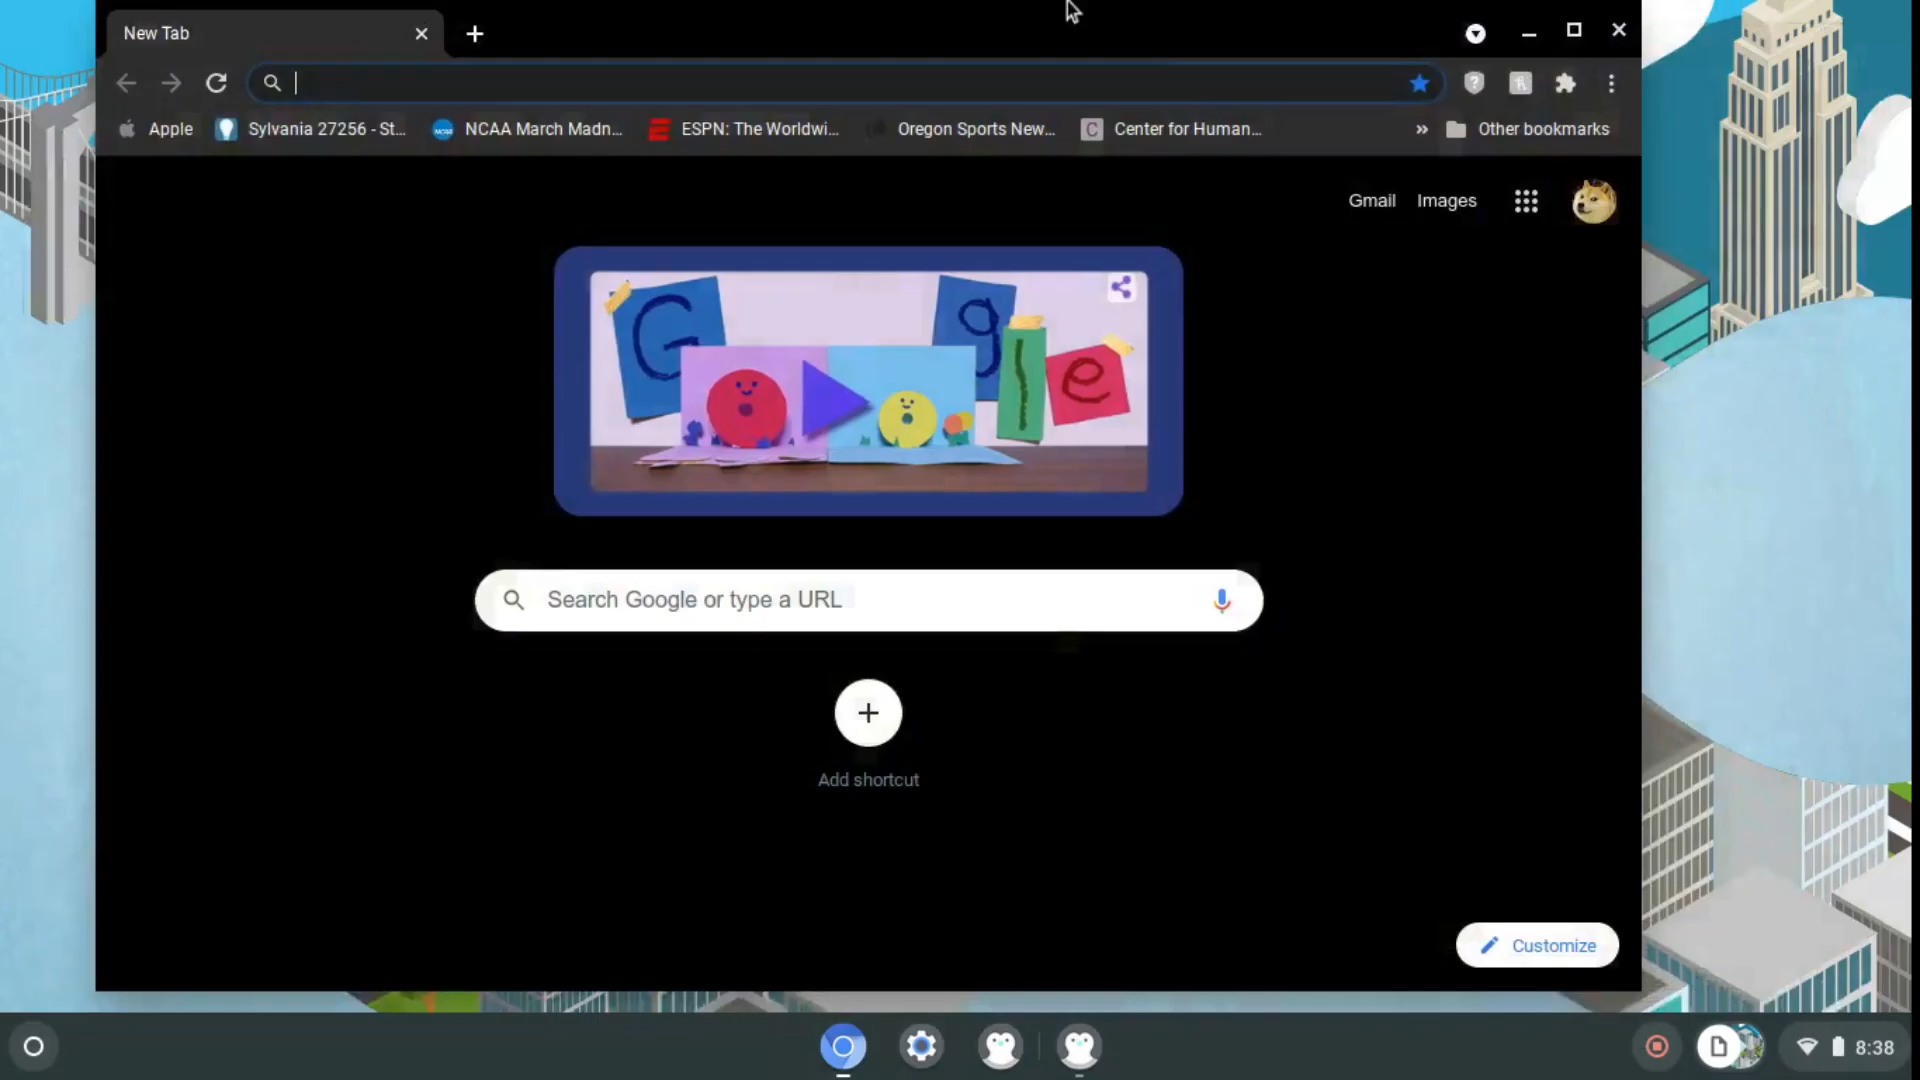 New Tab
Apple
Sylvania 27256 - St...
NCAA March Madn...
ESPN: The Worldwi...
Oregon Sports New...
C
Center for Human...
Other bookmarks
Gmail
Images
G g l e
Search Google or type a URL
Add shortcut
Customize
8:38